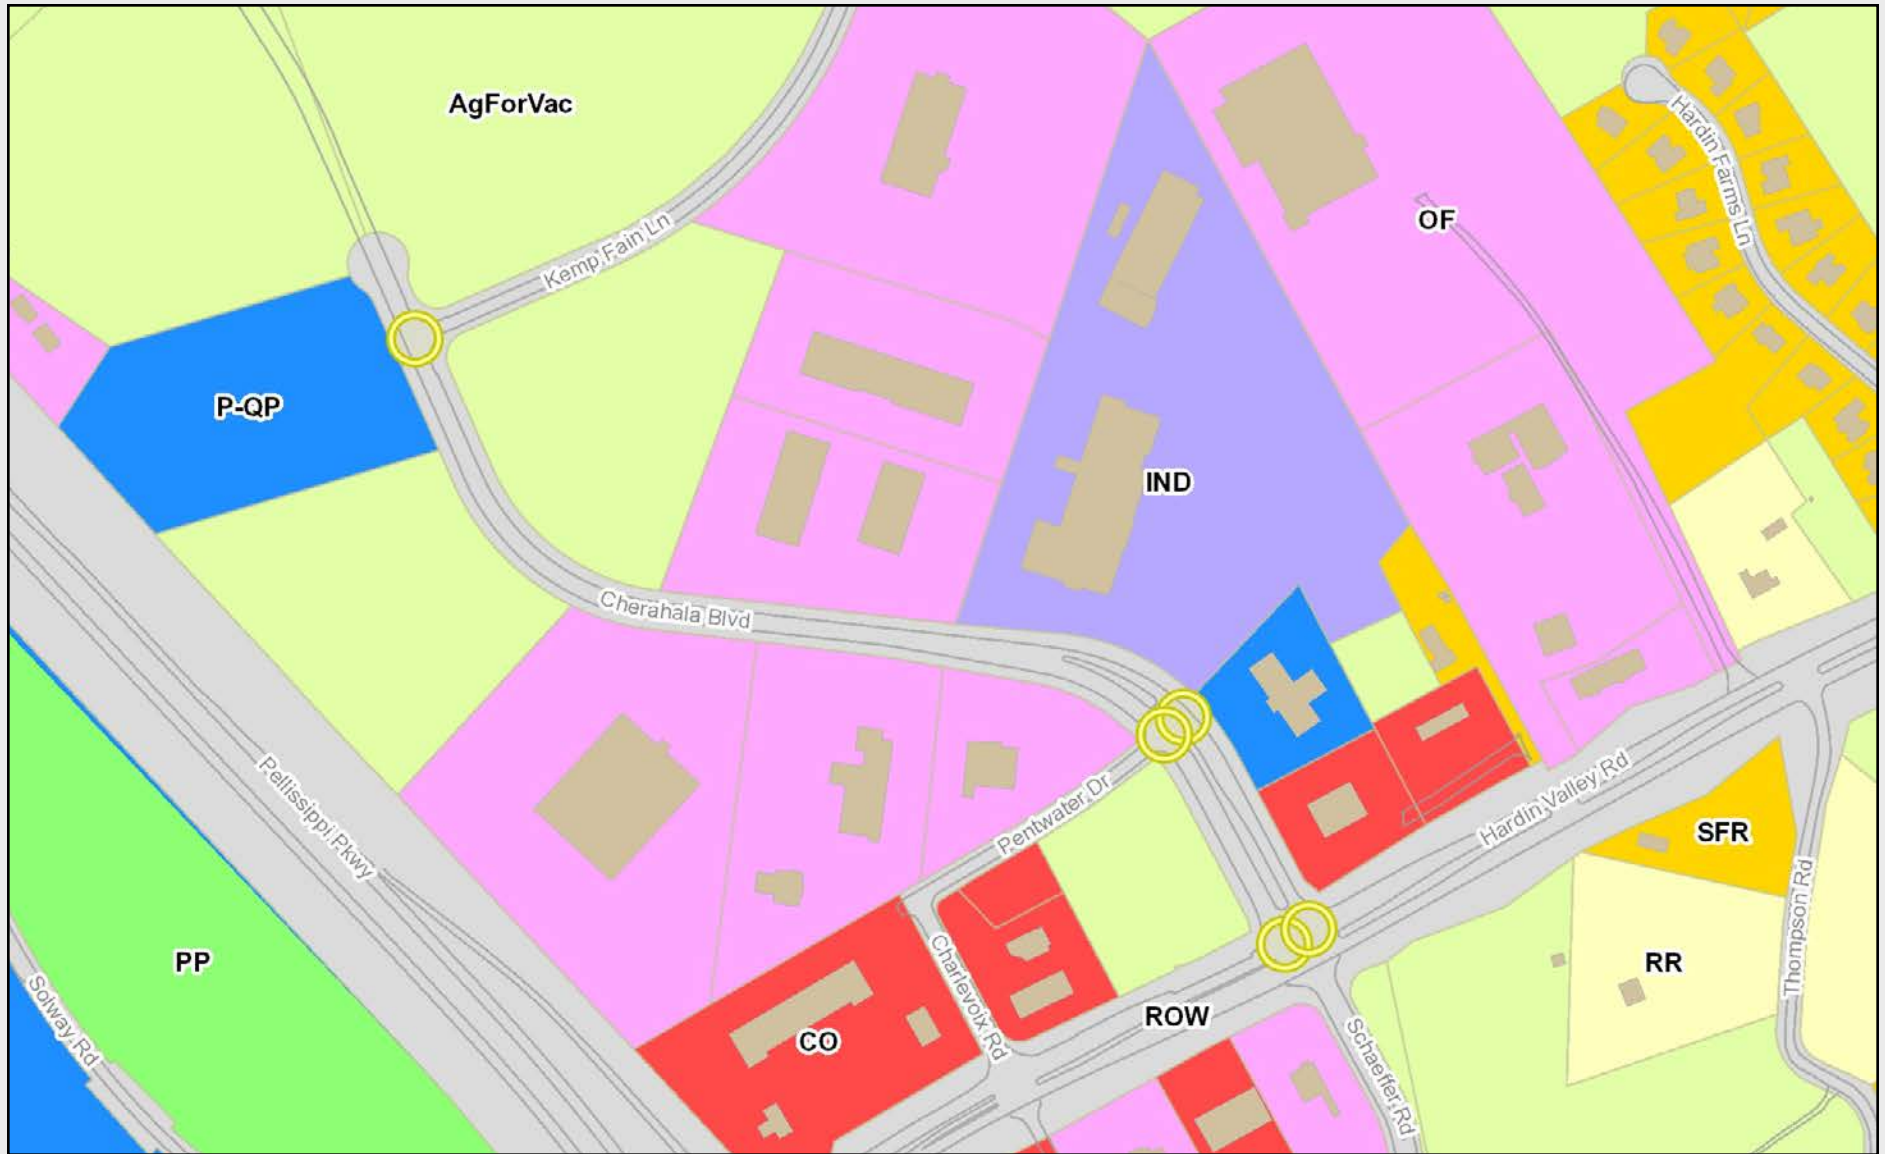 AgForVac
Hardin Farms Ln
OF
Kemp Fain Ln
P-QP
IND
Cherahala Blvd
Pellissippi Pkwy
Pentwater Dr
Hardin Valley Rd
SFR
Thompson Rd
PP
RR
Solway Rd
Charlevoix Rd
ROW
CO
Schaeffer Rd